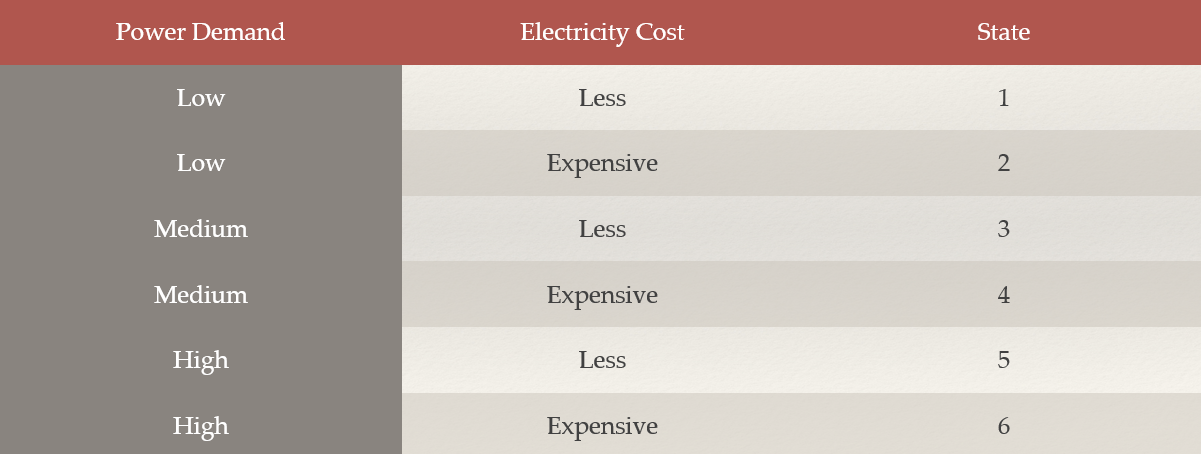 Power Demand Electricity Cost State
Low Less 1
Low Expensive 2
Medium Less 3
Medium Expensive 4
High Less 5
High Expensive 6